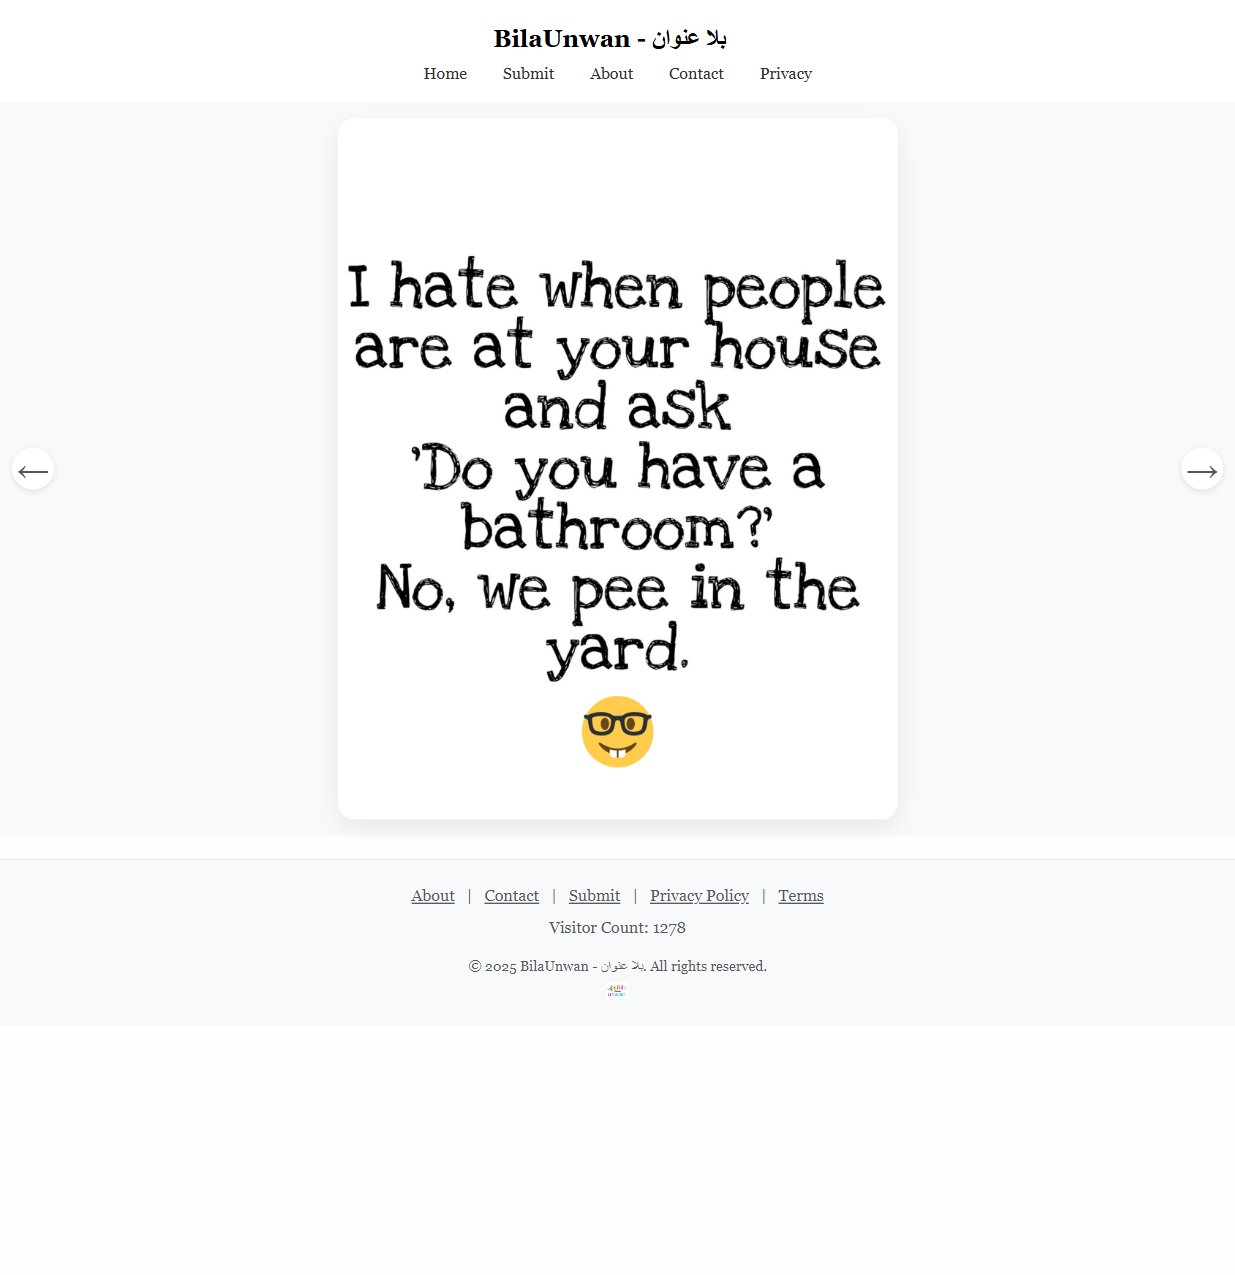 BilaUnwan - بلا عنوان
Home Submit About Contact Privacy
I hate when people
are at your house
and ask
'Do you have a
bathroom?'
No, we pee in the
yard.
About | Contact | Submit | Privacy Policy | Terms
Visitor Count: 1278
© 2025 BilaUnwan - بلا عنوان. All rights reserved.